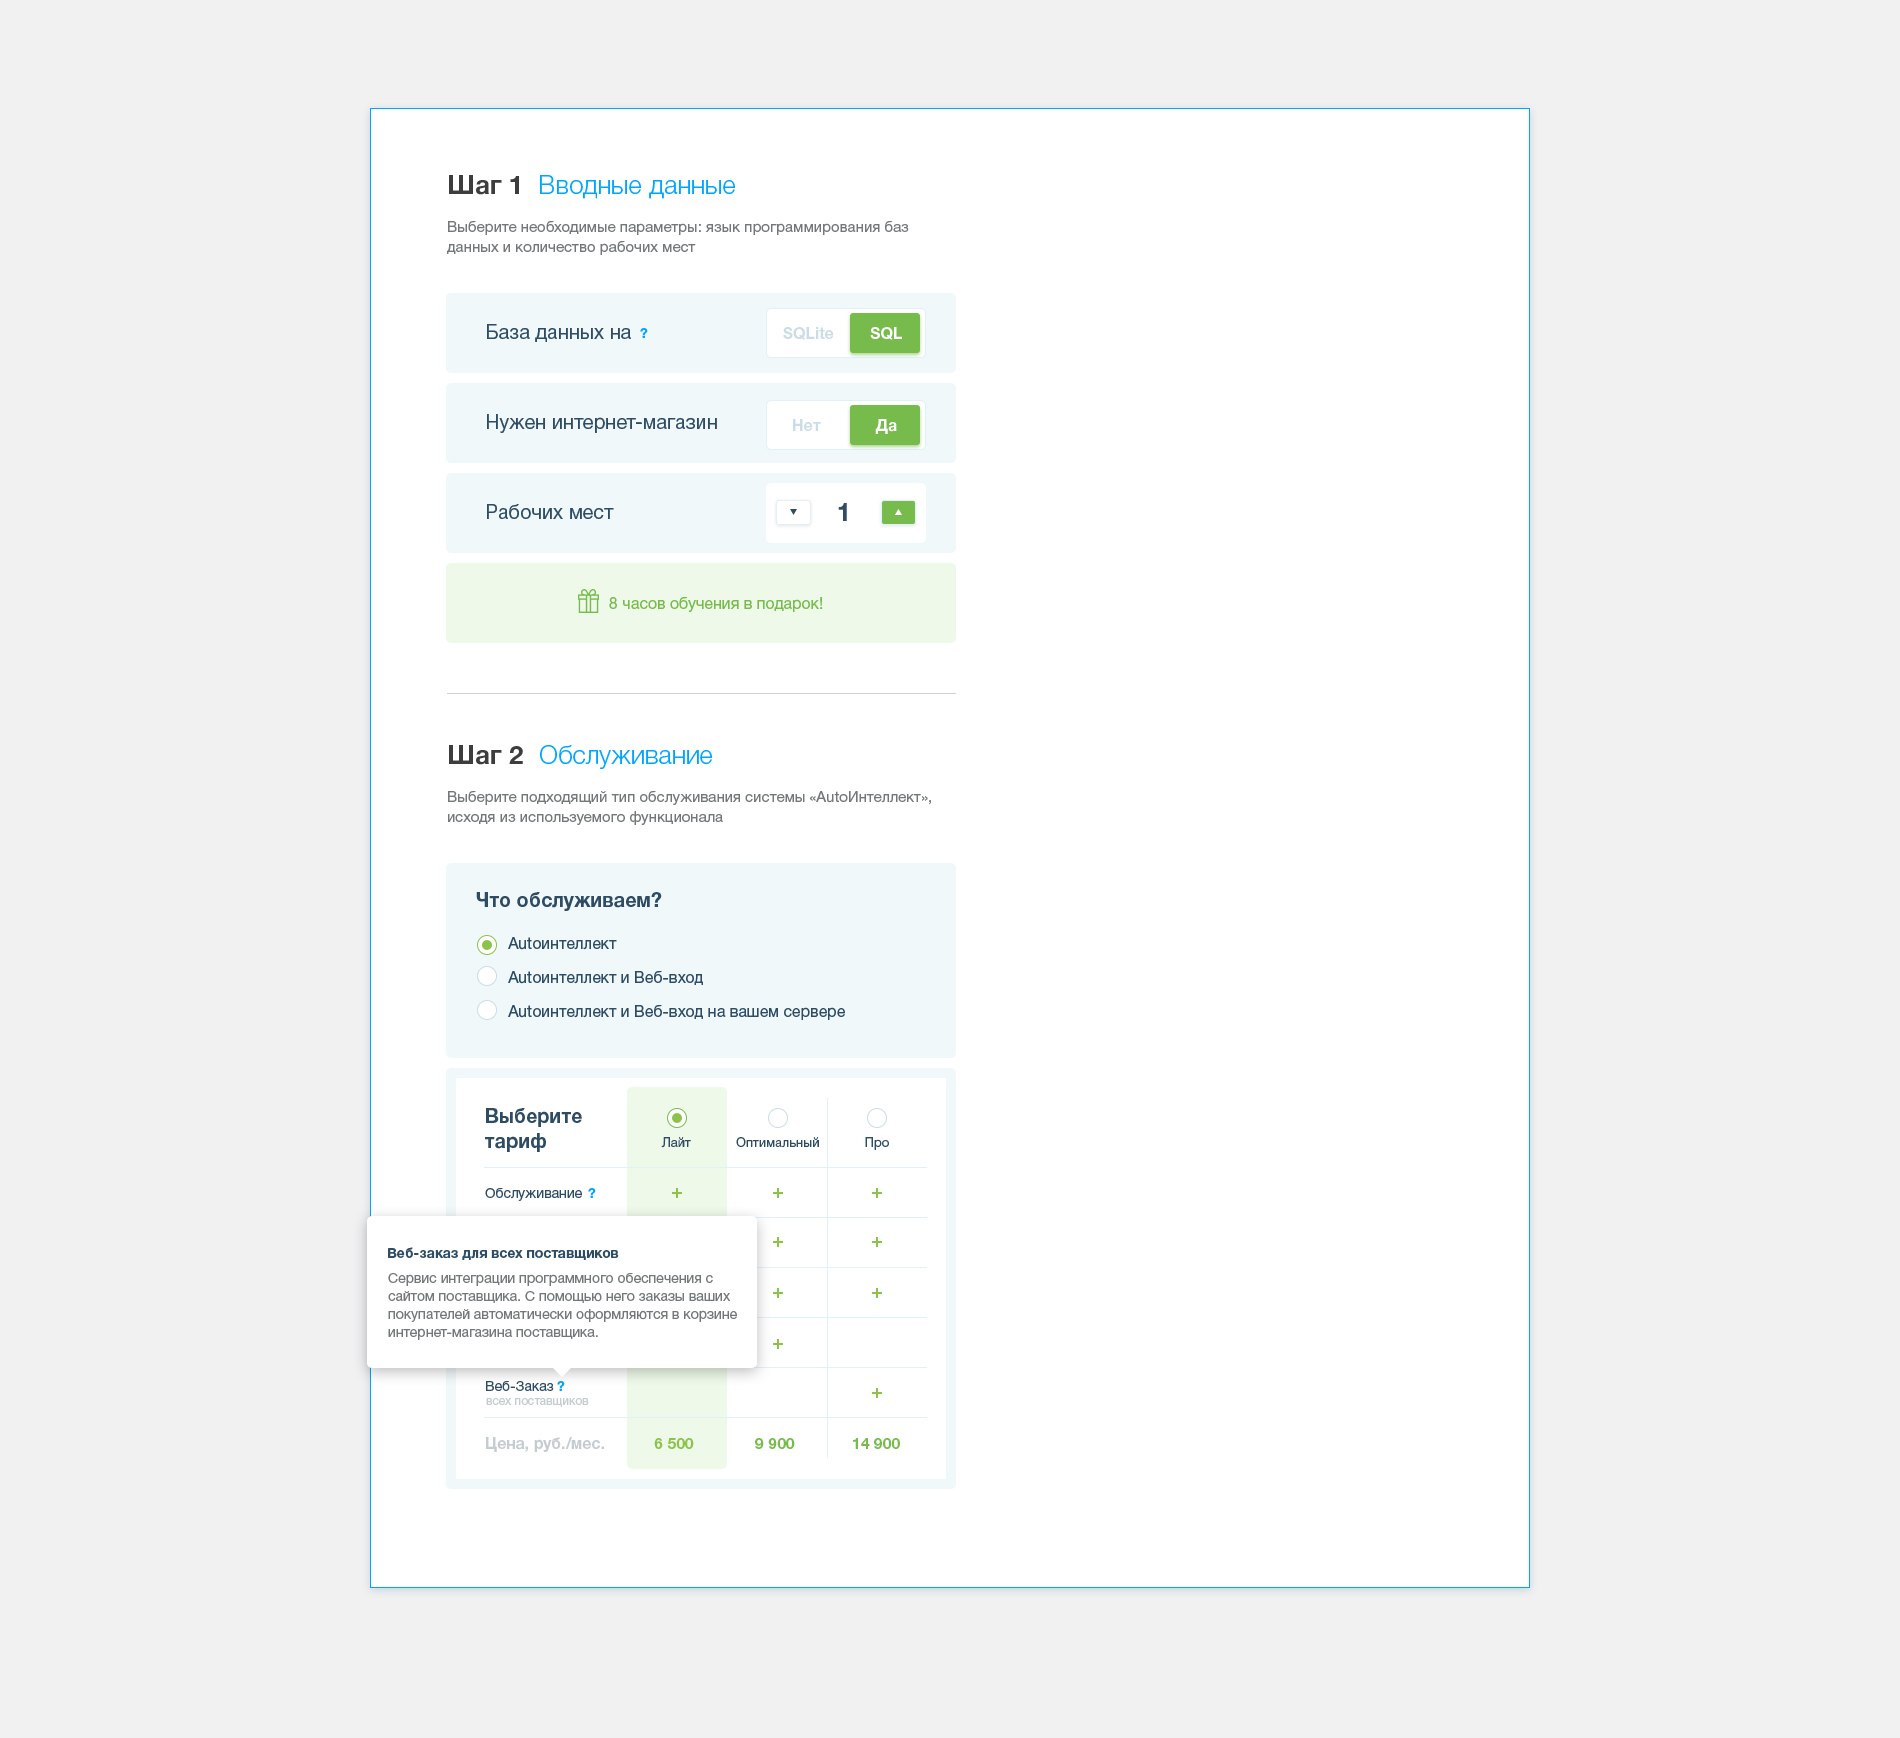 Шаг 1 Вводные данные
Выберите необходимые параметры: язык программирования баз
данных и количество рабочих мест
База данных на ? SQLite SQL
Нужен интернет-магазин Нет Да
Рабочих мест 1
8 часов обучения в подарок!
Шаг 2 Обслуживание
Выберите подходящий тип обслуживания системы «AutoИнтеллект»,
исходя из используемого функционала
Что обслуживаем?
Autoинтеллект
Autoинтеллект и Веб-вход
Autoинтеллект и Веб-вход на вашем сервере
Выберите
тариф
Лайт Оптимальный Про
Обслуживание ? + + +
+ +
Веб-заказ для всех поставщиков
Сервис интеграции программного обеспечения с
сайтом поставщика. С помощью него заказы ваших
покупателей автоматически оформляются в корзине
интернет-магазина поставщика.
+ +
+
Веб-Заказ ? +
всех поставщиков
Цена, руб./мес. 6 500 9 900 14 900